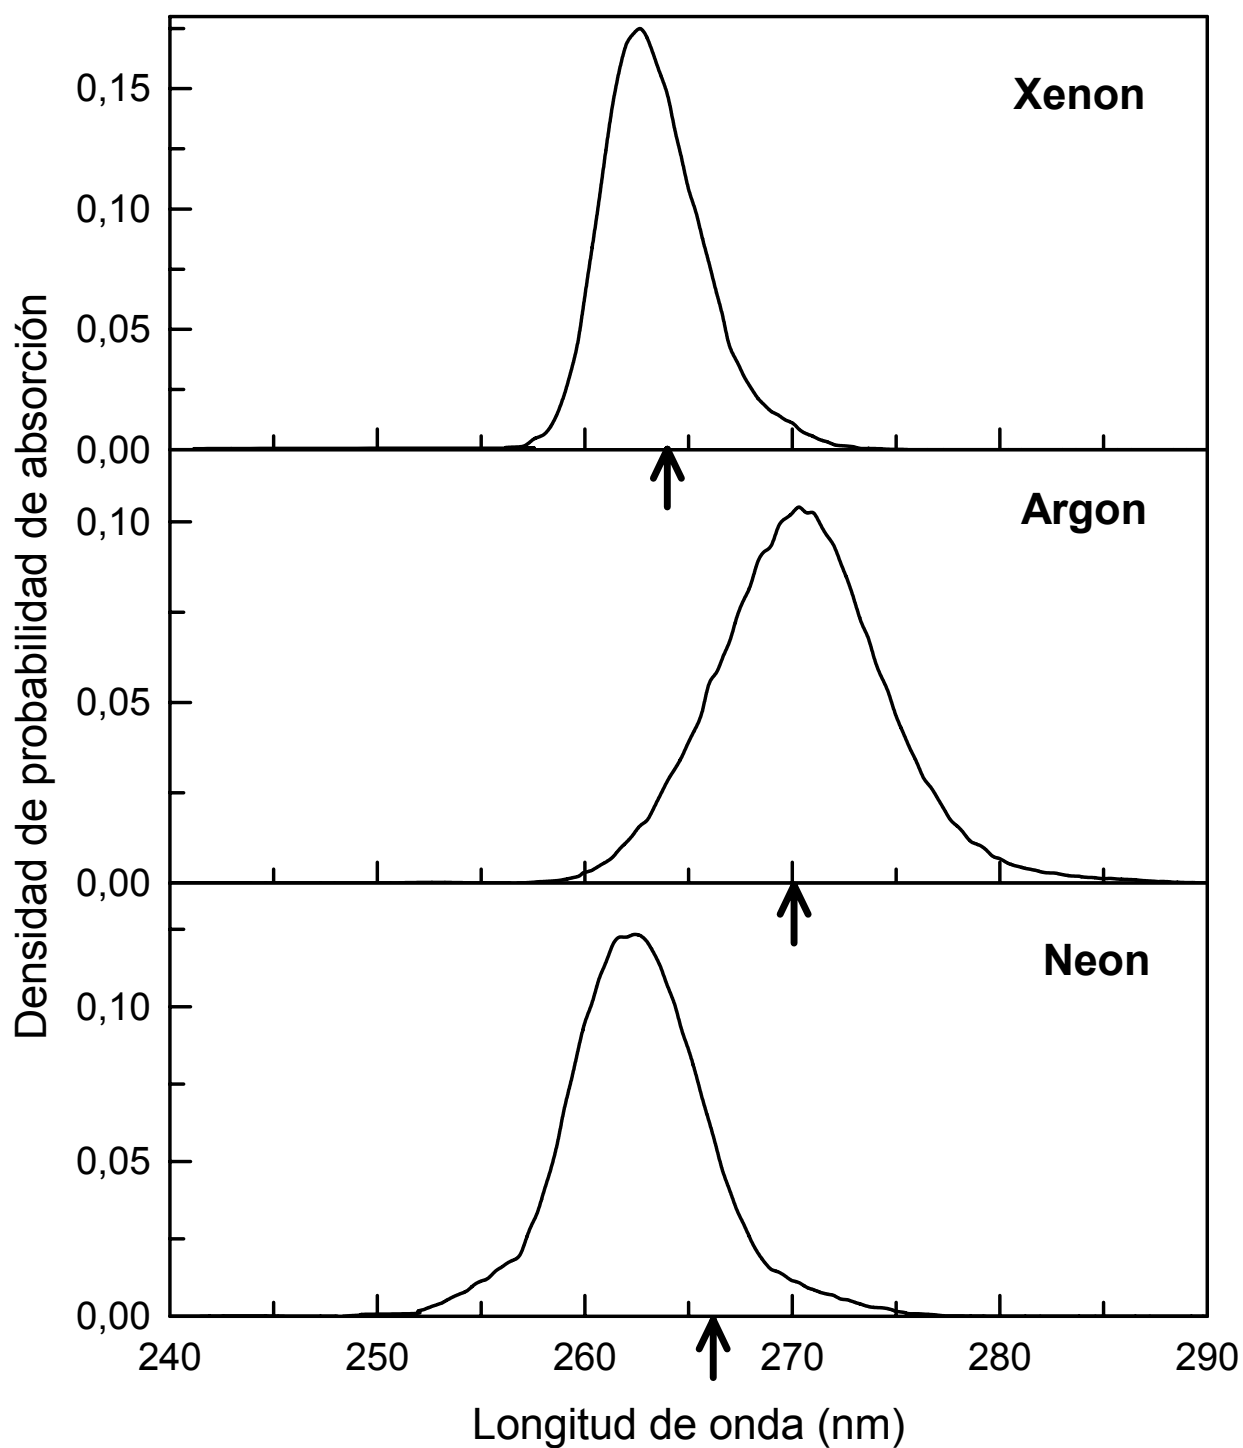 Densidad de probabilidad de absorción
Xenon
0,15
0,10
0,05
0,00
Argon
0,10
0,05
0,00
Neon
0,10
0,05
0,00
240 250 260 270 280 290
Longitud de onda (nm)